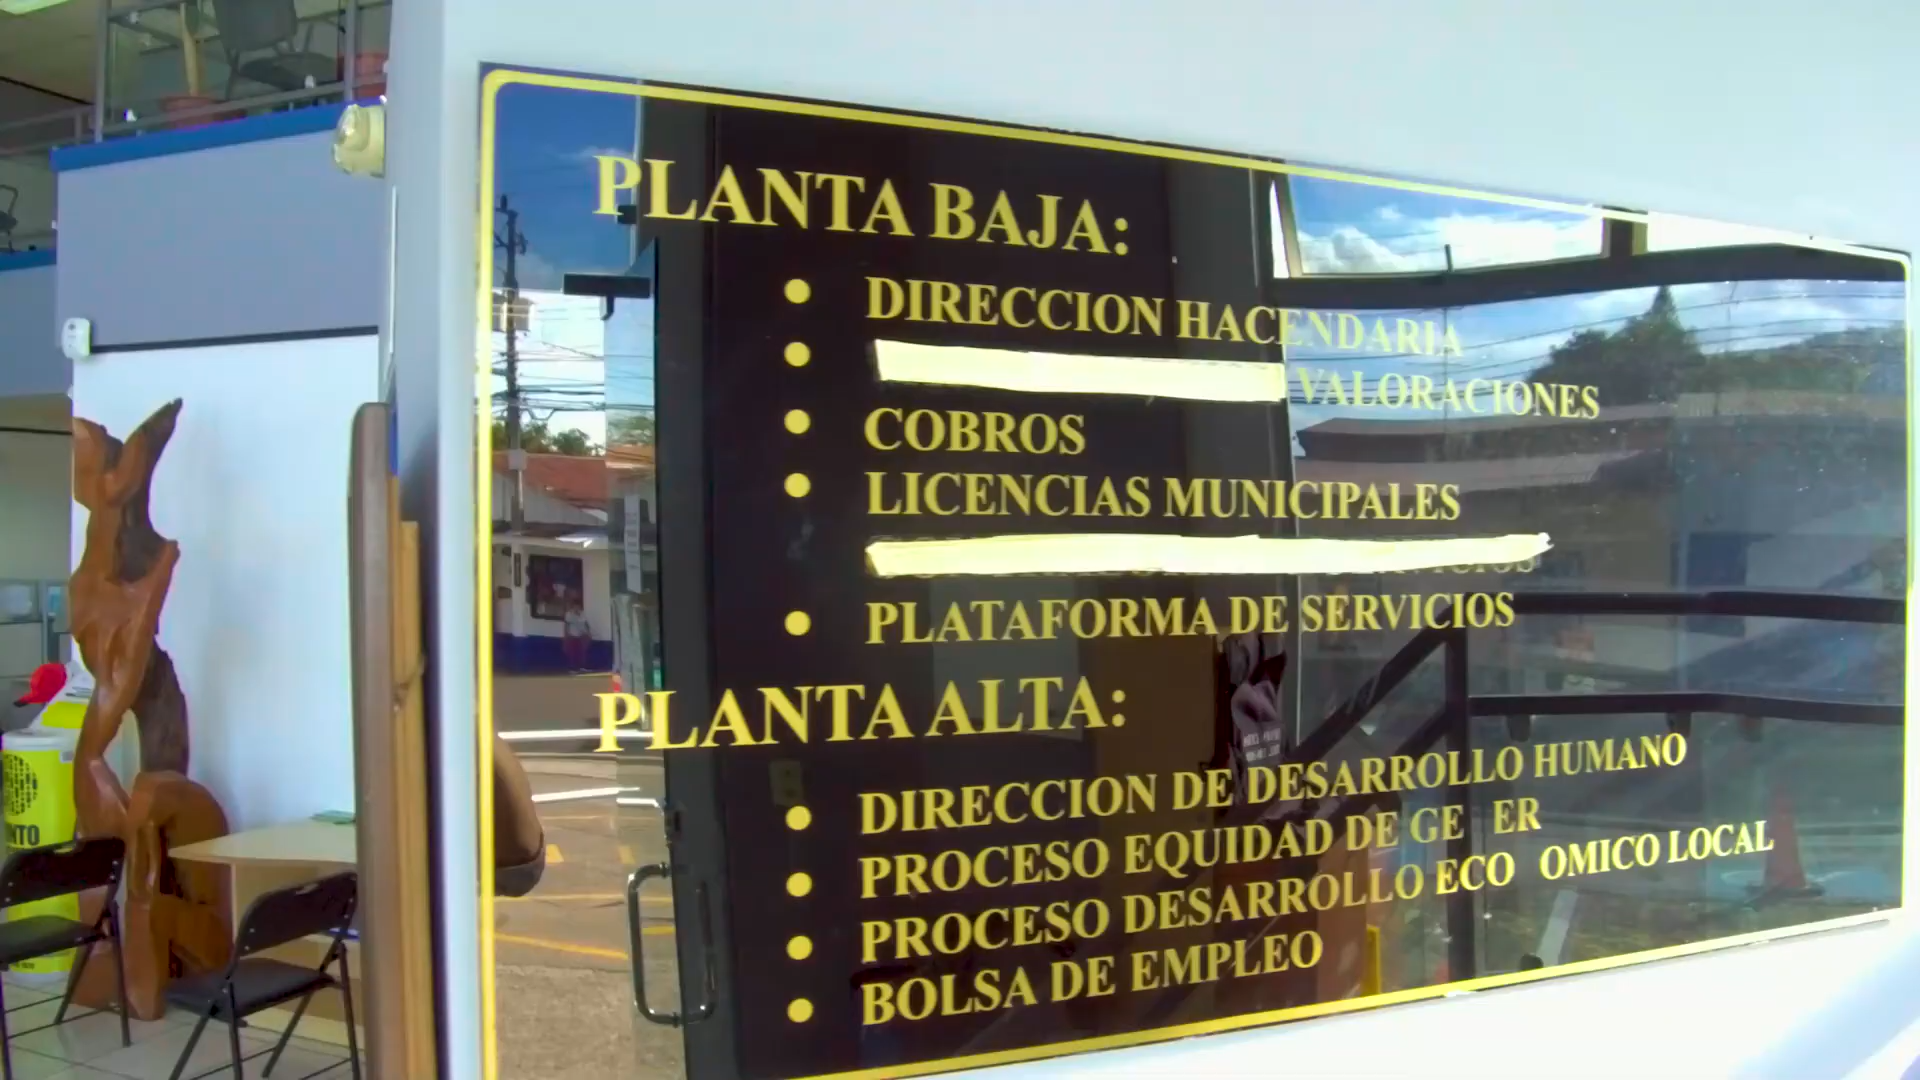 PLANTA BAJA:
DIRECCION HACENDARIA
VALORACIONES
COBROS
LICENCIAS MUNICIPALES
PLATAFORMA DE SERVICIOS
PLANTA ALTA:
DIRECCION DE DESARROLLO HUMANO
PROCESO EQUIDAD DE GE ER
PROCESO DESARROLLO ECO OMICO LOCAL
BOLSA DE EMPLEO
NTO